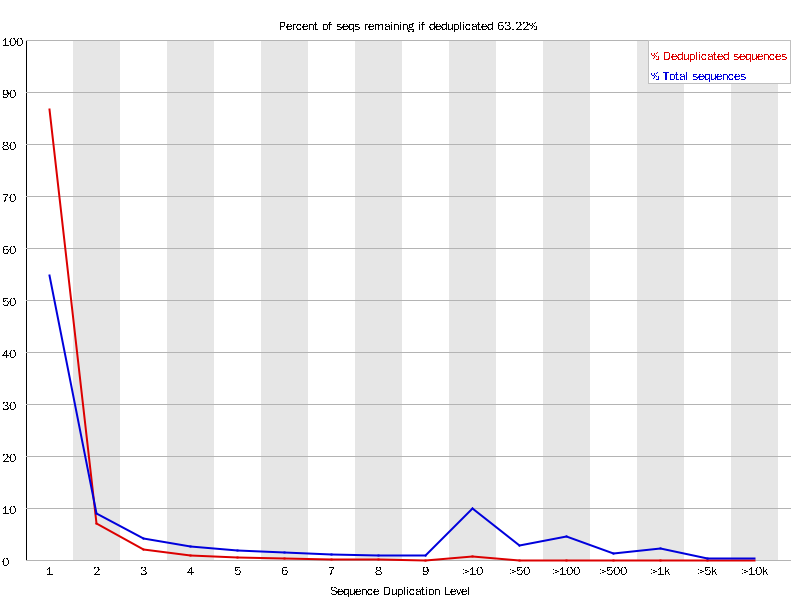 Percent of seqs remaining if deduplicated 63.22%
% Deduplicated sequences
% Total sequences
100
90
80
70
60
50
40
30
20
10
0
1 2 3 4 5 6 7 8 9 >10 >50 >100 >500 >1k >5k >10k
Sequence Duplication Level